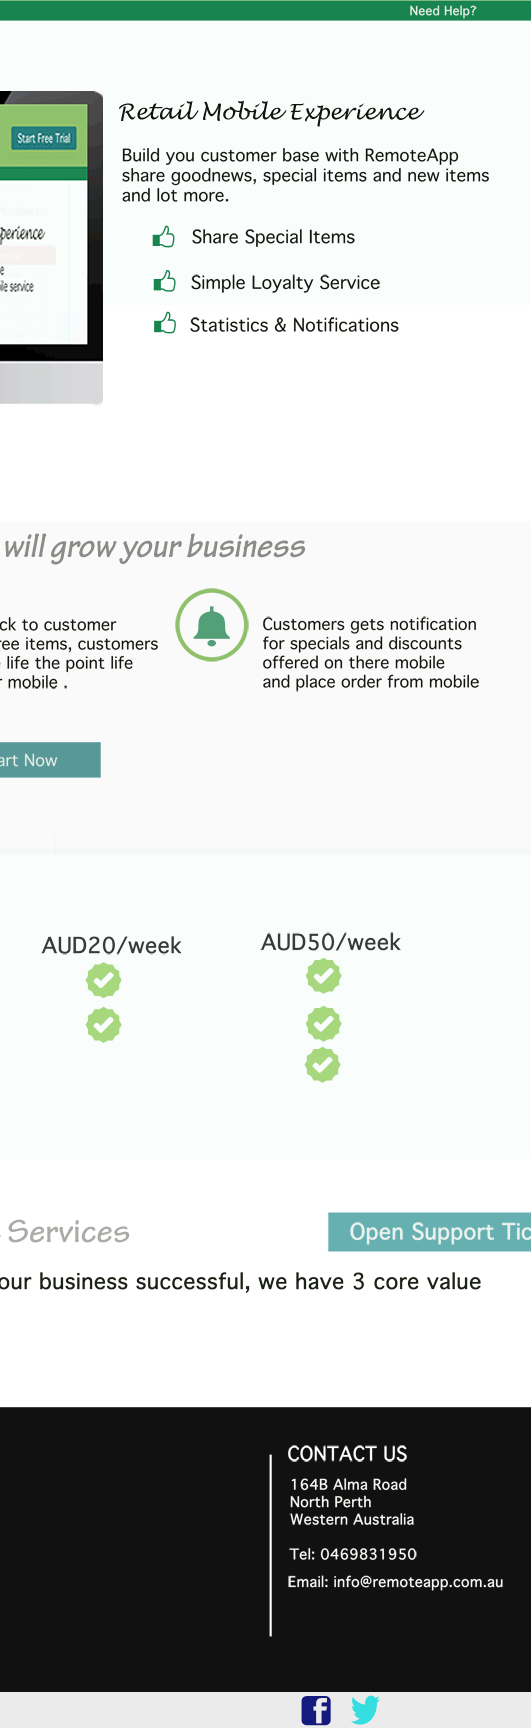 Need Help?
Start Free Trial
Retail Mobile Experience
Build you customer base with RemoteApp
share goodnews, special items and new items
and lot more.
Share Special Items
Simple Loyalty Service
Statistics & Notifications
will grow your business
ck to customer
ree items, customers
life the point life
r mobile .
Customers gets notification
for specials and discounts
offered on there mobile
and place order from mobile
art Now
AUD20/week
AUD50/week
Services
Open Support Tic
our business successful, we have 3 core value
CONTACT US
164B Alma Road
North Perth
Western Australia
Tel: 0469831950
Email: info@remoteapp.com.au